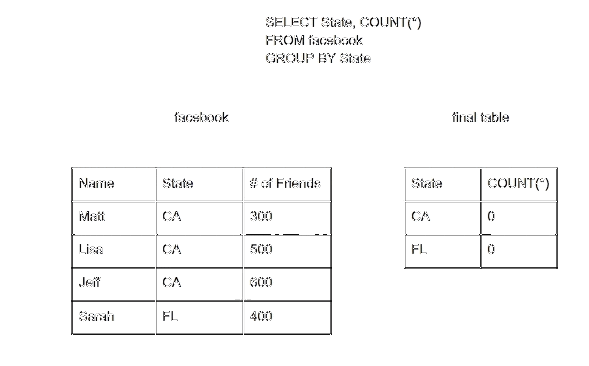 SELECT State, COUNT(*)
FROM facebook
GROUP BY State
facebook
final table
Name State # of Friends
Matt CA 300
Lisa CA 500
Jeff CA 600
Sarah FL 400
State COUNT(*)
CA 0
FL 0